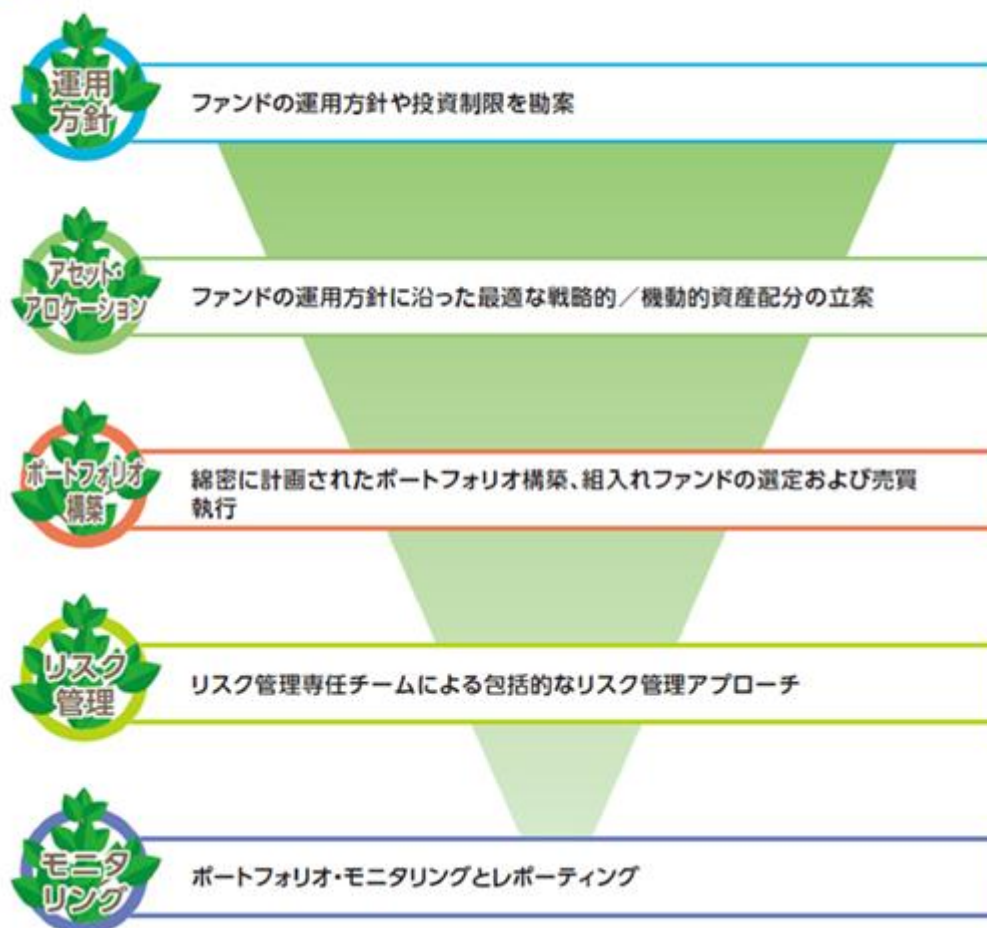 運用
方針
ファンドの運用方針や投資制限を勘案
アセット・
アロケーション
ファンドの運用方針に沿った最適な戦略的／機動的資産配分の立案
ポートフォリオ
構築
綿密に計画されたポートフォリオ構築、組入れファンドの選定および売買
執行
リスク
管理
リスク管理専任チームによる包括的なリスク管理アプローチ
モニタ
リング
ポートフォリオ・モニタリングとレポーティング